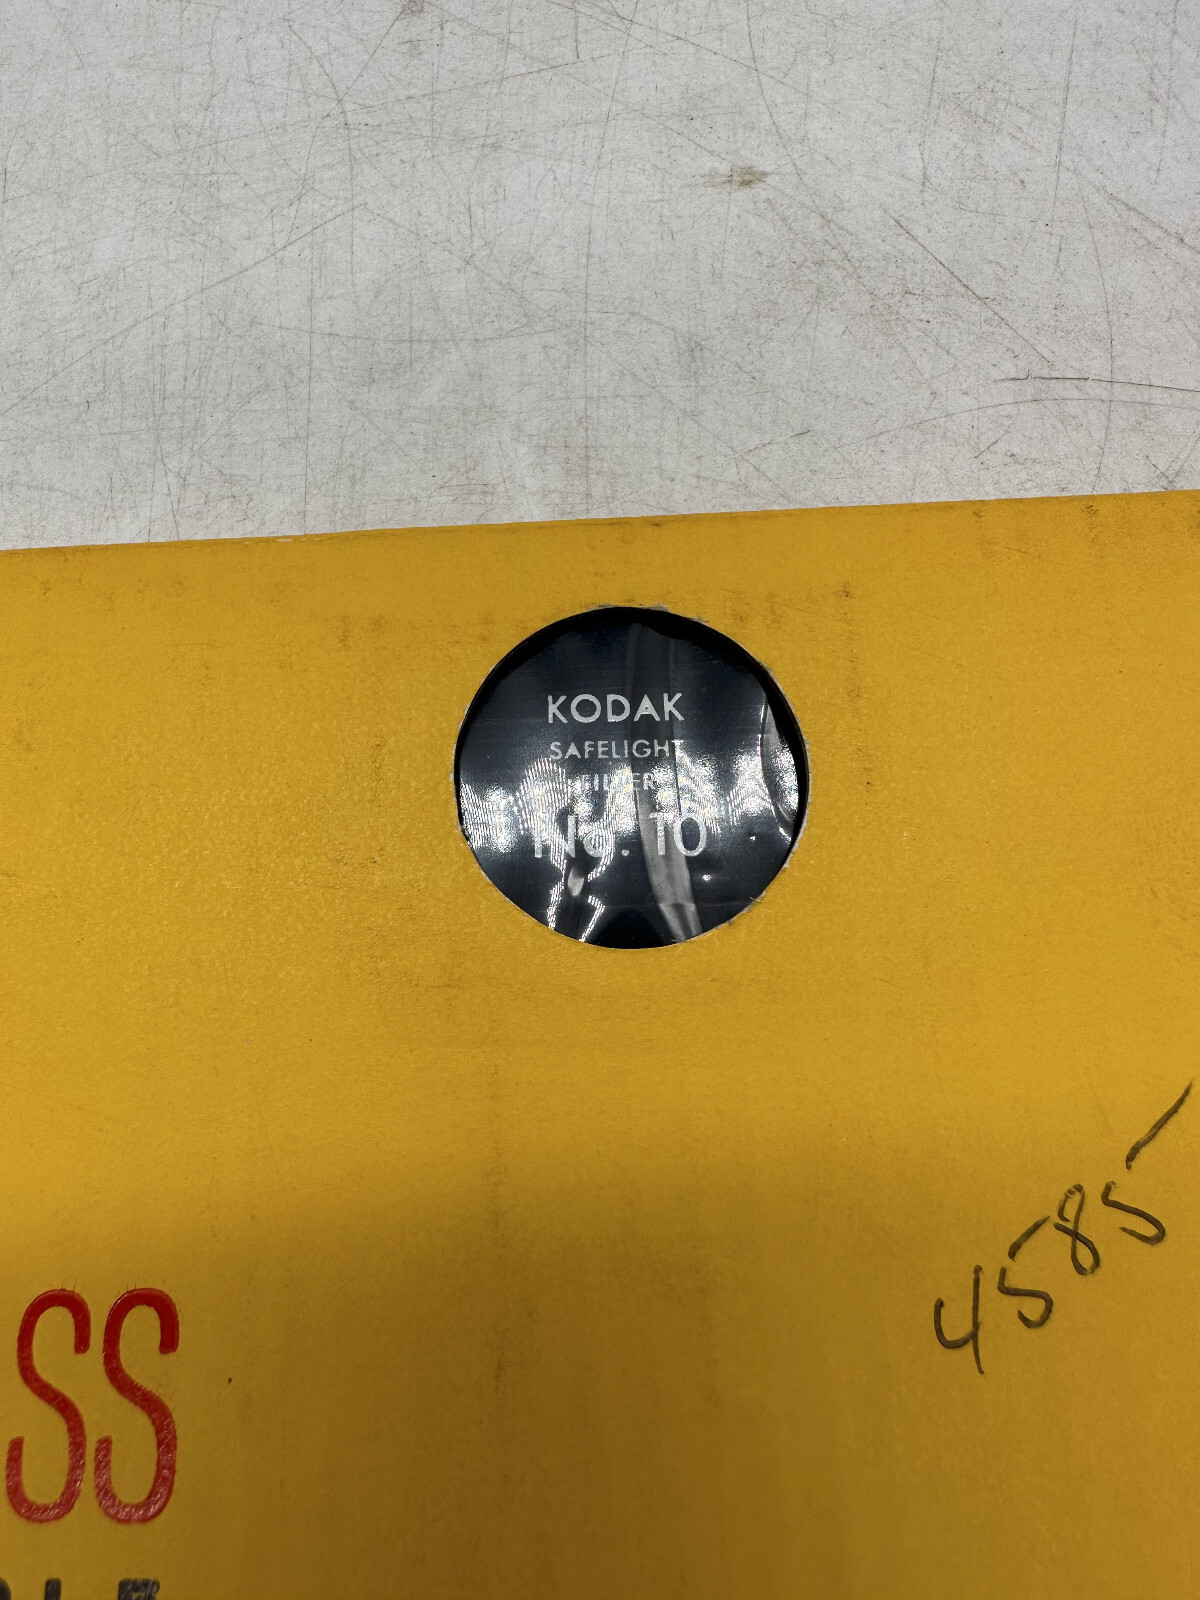 KODAK
SAFELIGHT
FILTER
No. 10
4585
SS